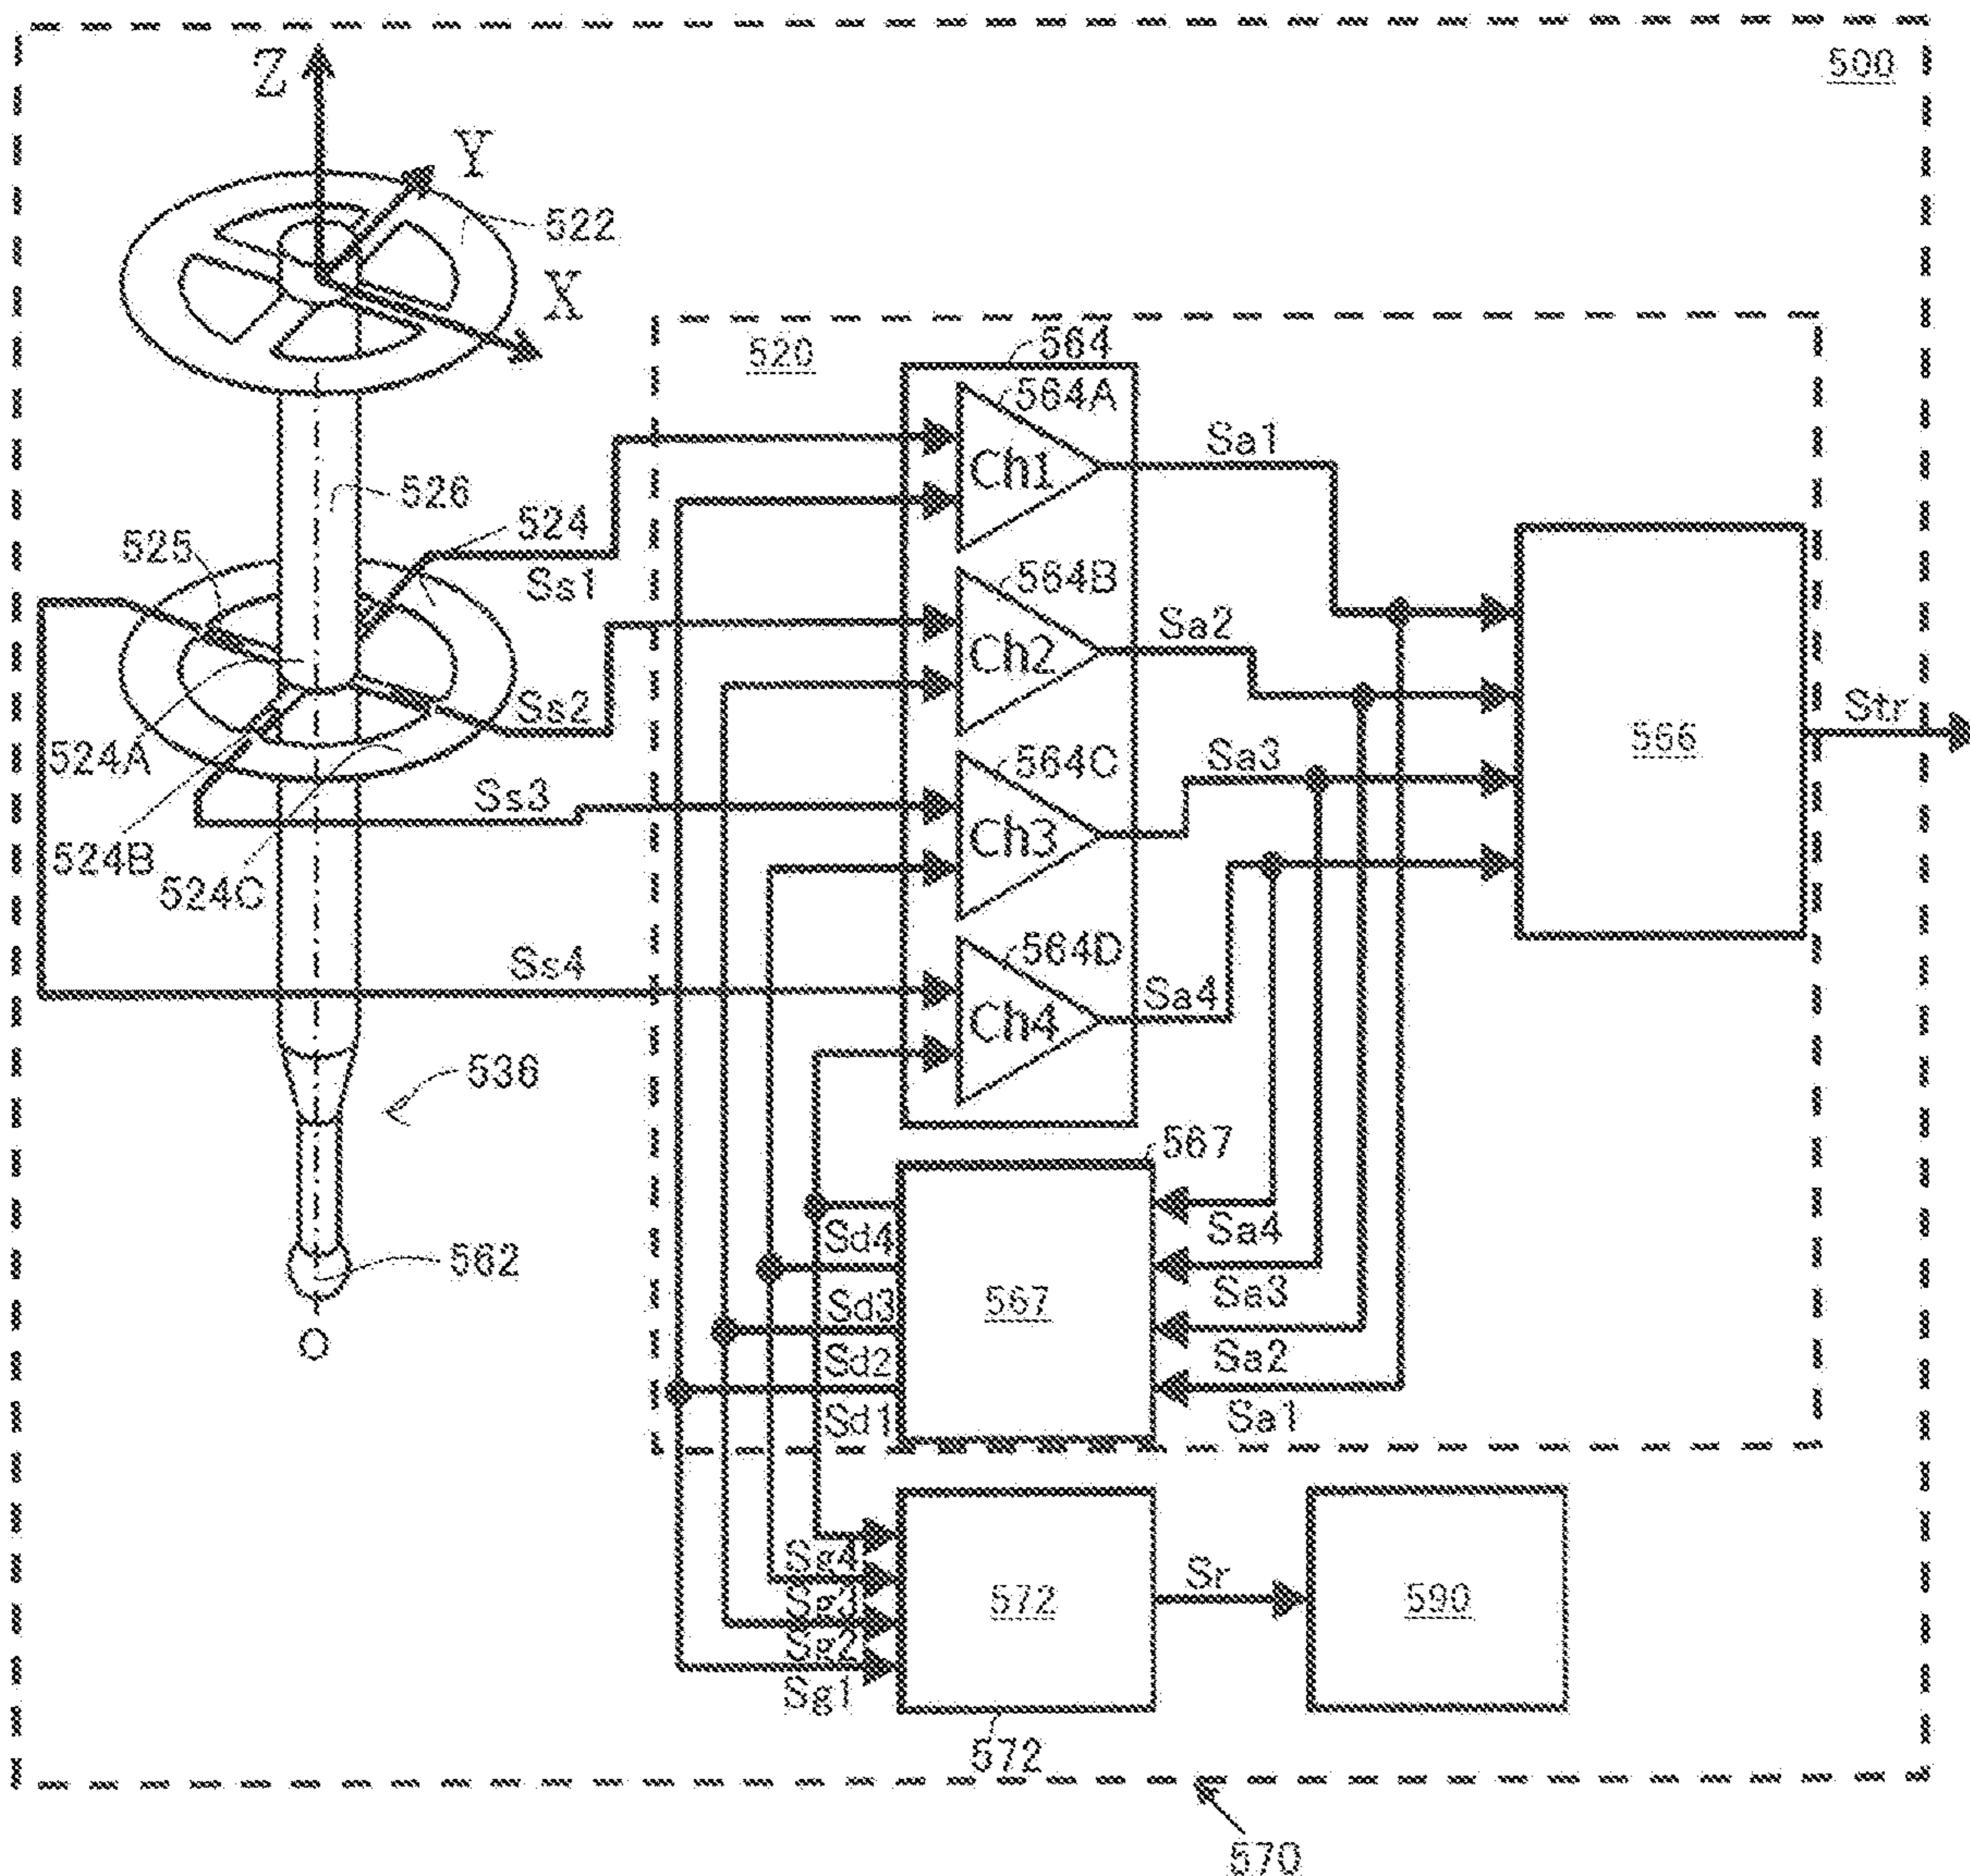 500
Z
Y
522
X
520
564
564A
Ch1
Sa1
526
524
525
Ss1
564B
Ch2
Sa2
Ss2
Str
566
524A
564C
Ch3
Sa3
Ss3
524B
524C
564D
Ch4
Sa4
Ss4
536
567
Sd4
Sa4
562
567
Sd3
Sa3
O
Sd2
Sa2
Sd1
Sa1
Sg4
Sg3
572
Sr
590
Sg2
Sg1
572
570